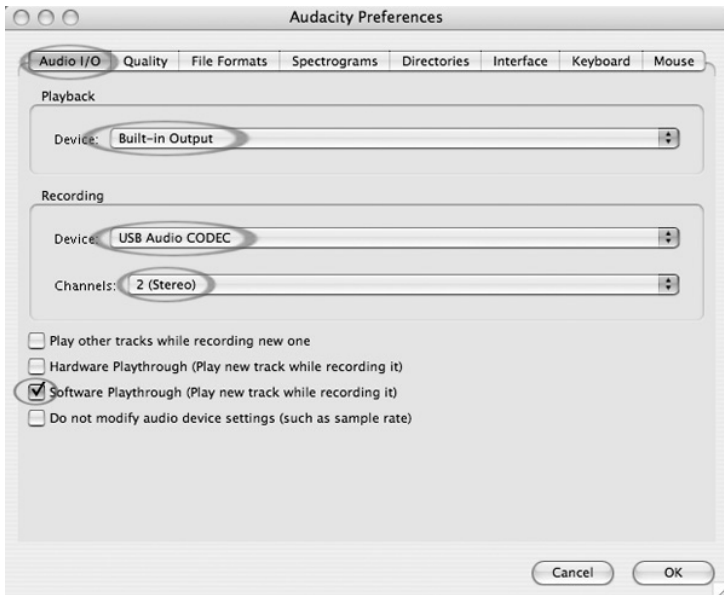 Audacity Preferences
Audio I/O Quality File Formats Spectrograms Directories Interface Keyboard Mouse
Playback
Device: Built-in Output
Recording
Device: USB Audio CODEC
Channels: 2 (Stereo)
Play other tracks while recording new one
Hardware Playthrough (Play new track while recording it)
Software Playthrough (Play new track while recording it)
Do not modify audio device settings (such as sample rate)
Cancel OK